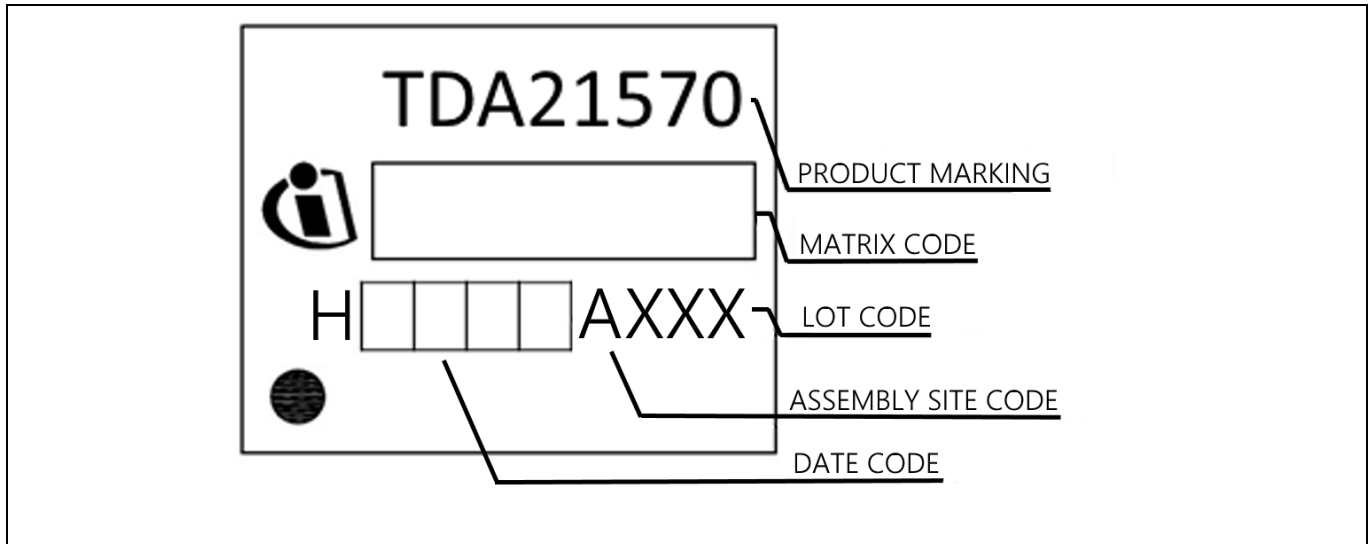 TDA21570
PRODUCT MARKING
MATRIX CODE
H AXXX
LOT CODE
ASSEMBLY SITE CODE
DATE CODE